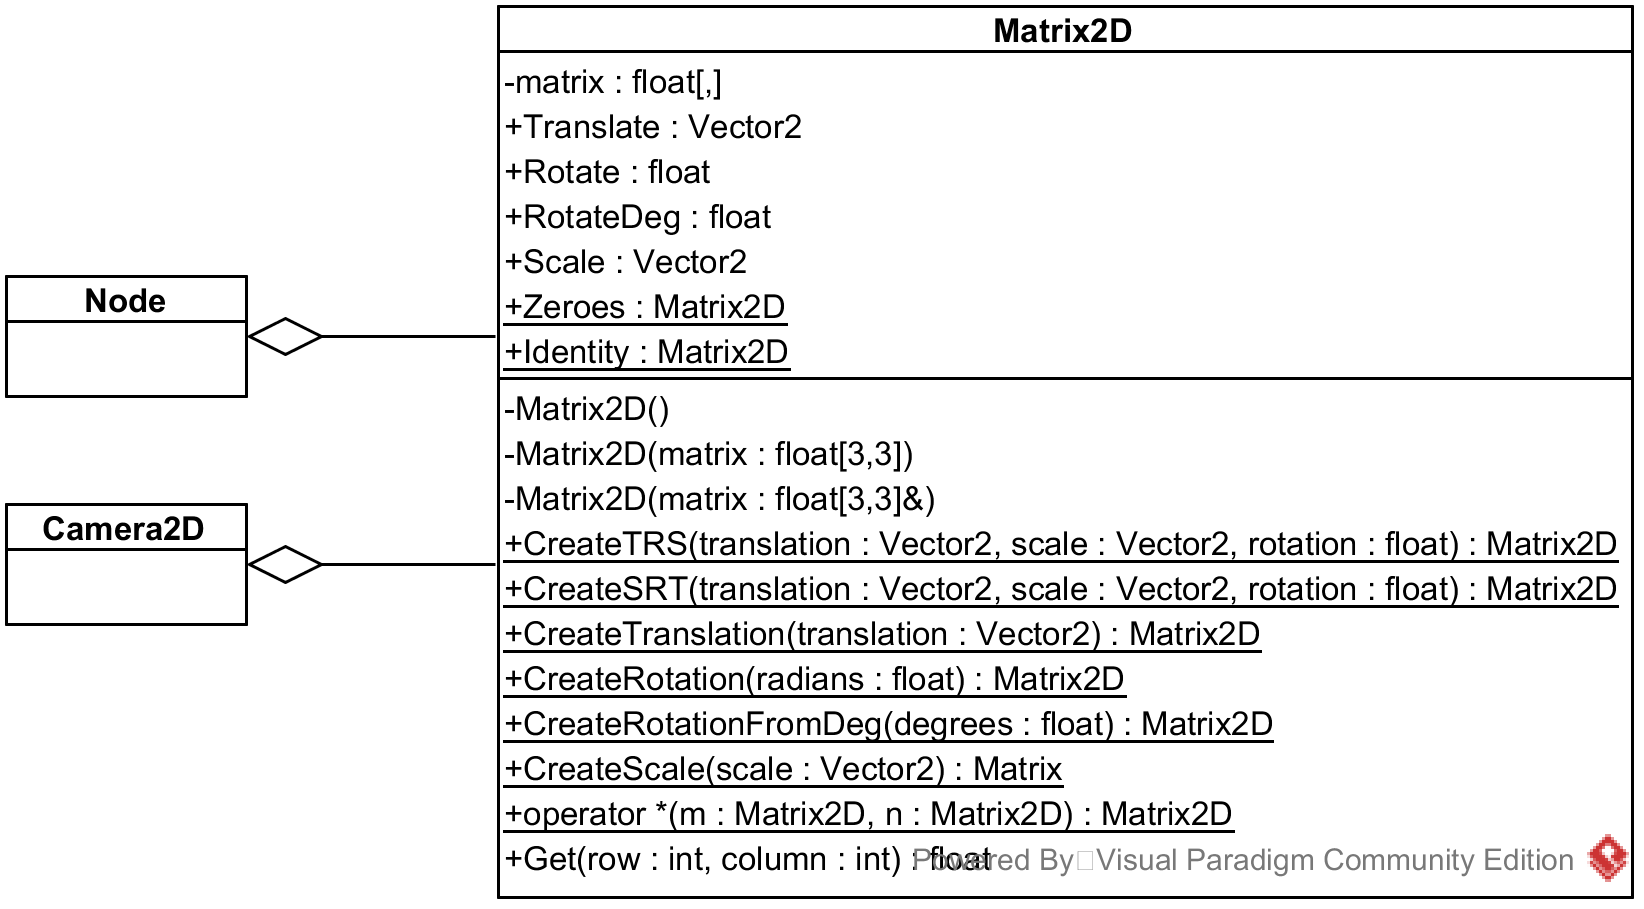 Matrix2D
-matrix : float[,]
+Translate : Vector2
+Rotate : float
+RotateDeg : float
+Scale : Vector2
+Zeroes : Matrix2D
+Identity : Matrix2D
Node
Camera2D
-Matrix2D()
-Matrix2D(matrix : float[3,3])
-Matrix2D(matrix : float[3,3]&)
+CreateTRS(translation : Vector2, scale : Vector2, rotation : float) : Matrix2D
+CreateSRT(translation : Vector2, scale : Vector2, rotation : float) : Matrix2D
+CreateTranslation(translation : Vector2) : Matrix2D
+CreateRotation(radians : float) : Matrix2D
+CreateRotationFromDeg(degrees : float) : Matrix2D
+CreateScale(scale : Vector2) : Matrix
+operator *(m : Matrix2D, n : Matrix2D) : Matrix2D
+Get(row : int, column : int) : float
Powered By Visual Paradigm Community Edition